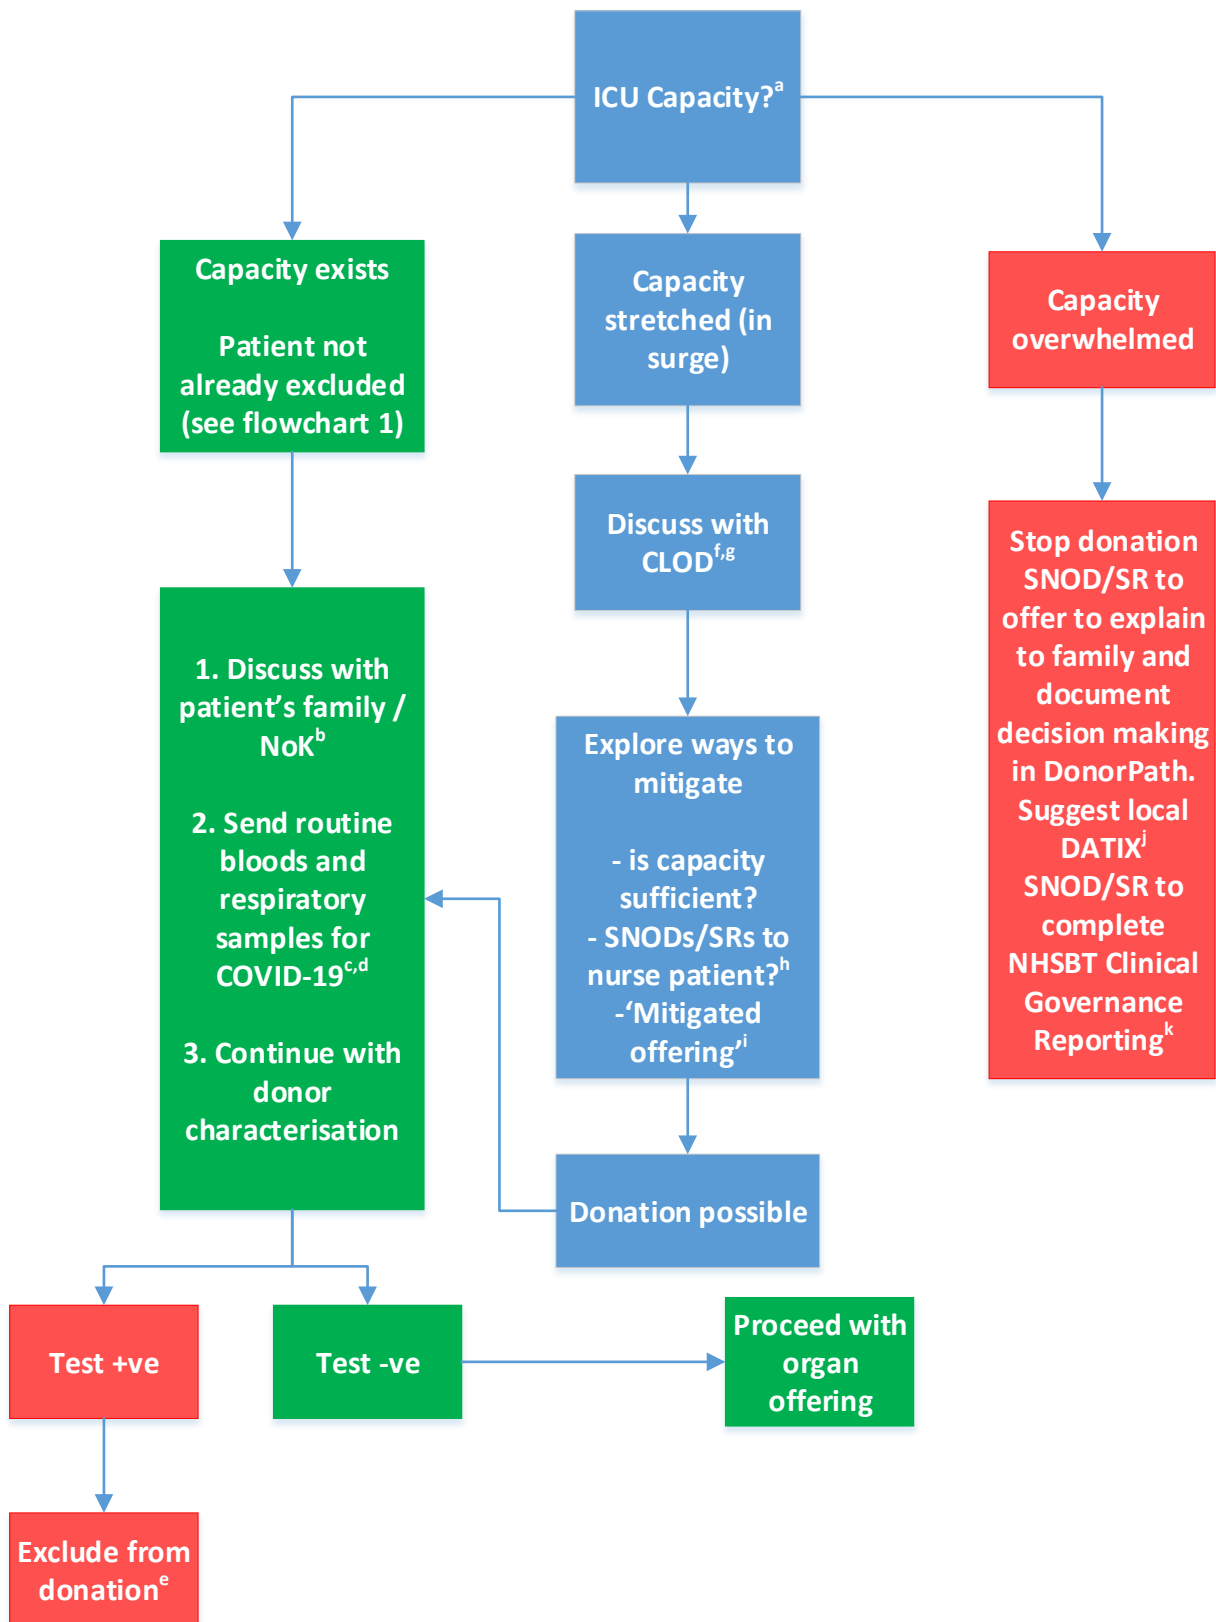 ICU Capacity?a
Capacity exists
Patient not
already excluded
(see flowchart 1)
Capacity
stretched (in
surge)
Capacity
overwhelmed
Discuss with
CLODf,g
1. Discuss with
patient’s family /
NoKb
2. Send routine
bloods and
respiratory
samples for
COVID-19c,d
3. Continue with
donor
characterisation
Explore ways to
mitigate
- is capacity
sufficient?
- SNODs/SRs to
nurse patient?h
-‘Mitigated
offering’i
Stop donation
SNOD/SR to
offer to explain
to family and
document
decision making
in DonorPath.
Suggest local
DATIXj
SNOD/SR to
complete
NHSBT Clinical
Governance
Reportingk
Donation possible
Test +ve
Test -ve
Proceed with
organ
offering
Exclude from
donatione